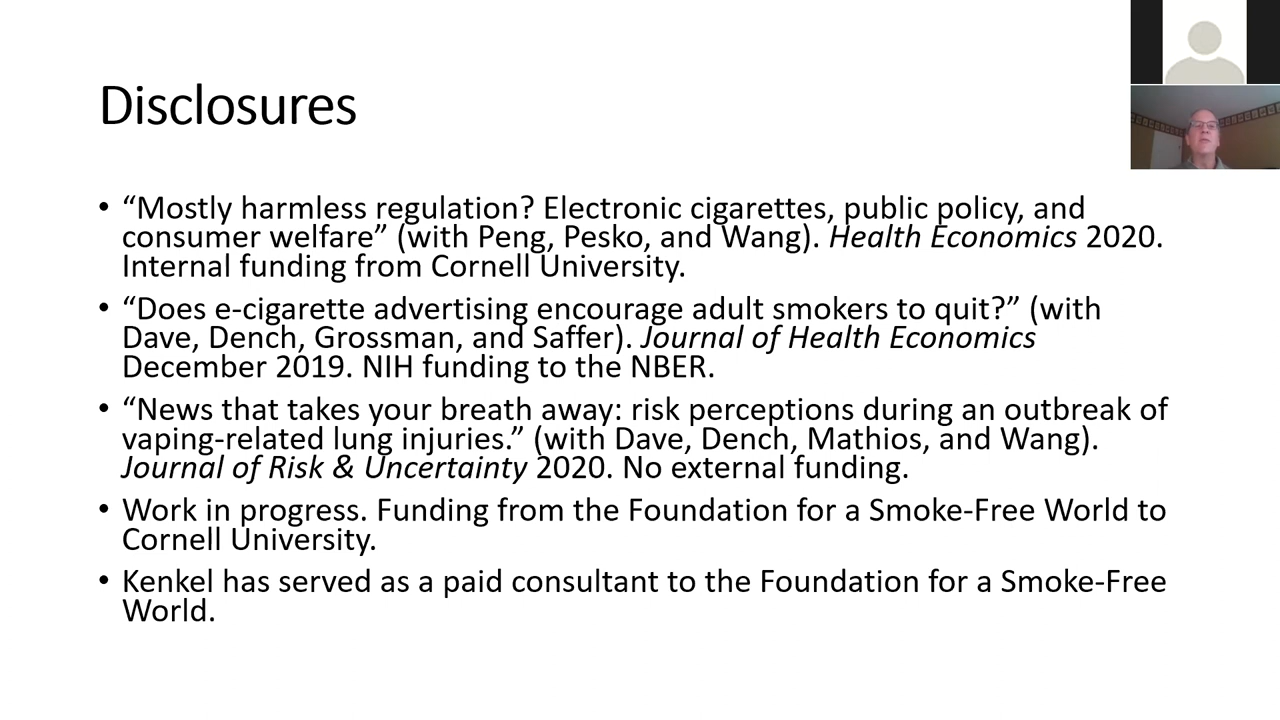 Disclosures
• “Mostly harmless regulation? Electronic cigarettes, public policy, and
consumer welfare” (with Peng, Pesko, and Wang). Health Economics 2020.
Internal funding from Cornell University.
• “Does e-cigarette advertising encourage adult smokers to quit?” (with
Dave, Dench, Grossman, and Saffer). Journal of Health Economics
December 2019. NIH funding to the NBER.
• “News that takes your breath away: risk perceptions during an outbreak of
vaping-related lung injuries.” (with Dave, Dench, Mathios, and Wang).
Journal of Risk & Uncertainty 2020. No external funding.
• Work in progress. Funding from the Foundation for a Smoke-Free World to
Cornell University.
• Kenkel has served as a paid consultant to the Foundation for a Smoke-Free
World.